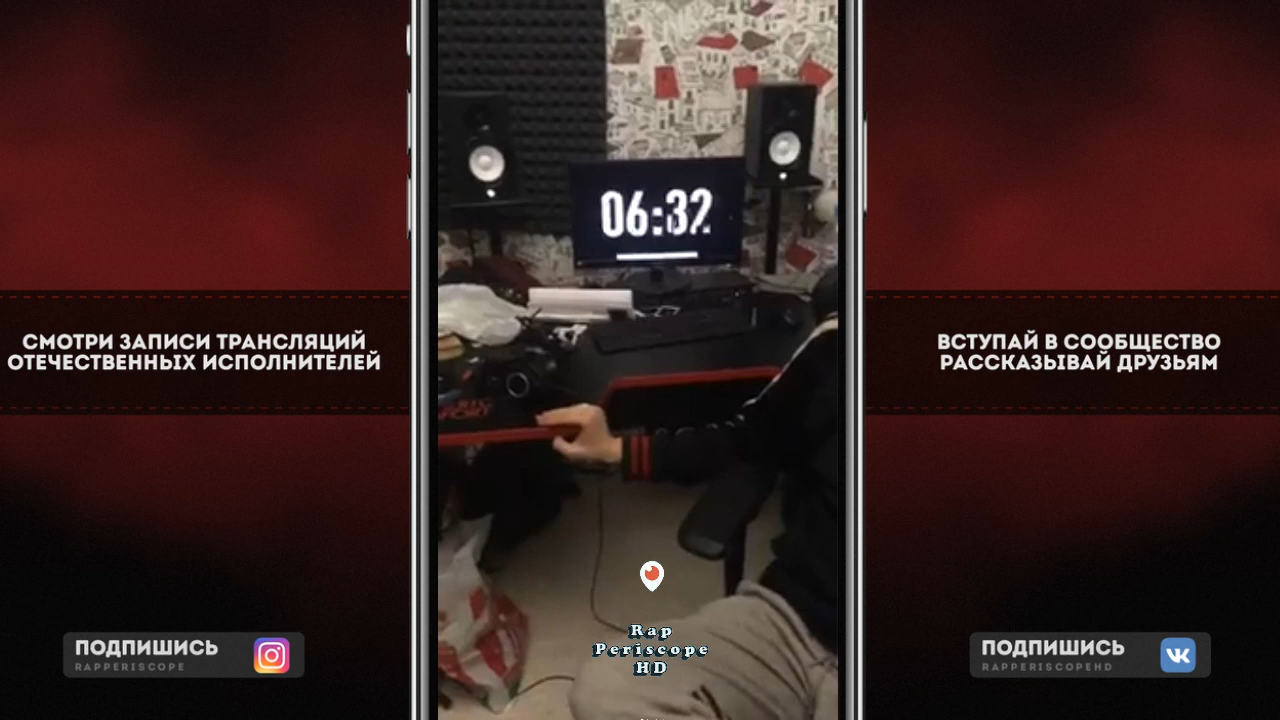 06:32
СМОТРИ ЗАПИСИ ТРАНСЛЯЦИЙ
ОТЕЧЕСТВЕННЫХ ИСПОЛНИТЕЛЕЙ
ВСТУПАЙ В СООБЩЕСТВО
РАССКАЗЫВАЙ ДРУЗЬЯМ
Rap
Periscope
HD
ПОДПИШИСЬ
RAPPERISCOPE
ПОДПИШИСЬ
RAPPERISCOPEHD